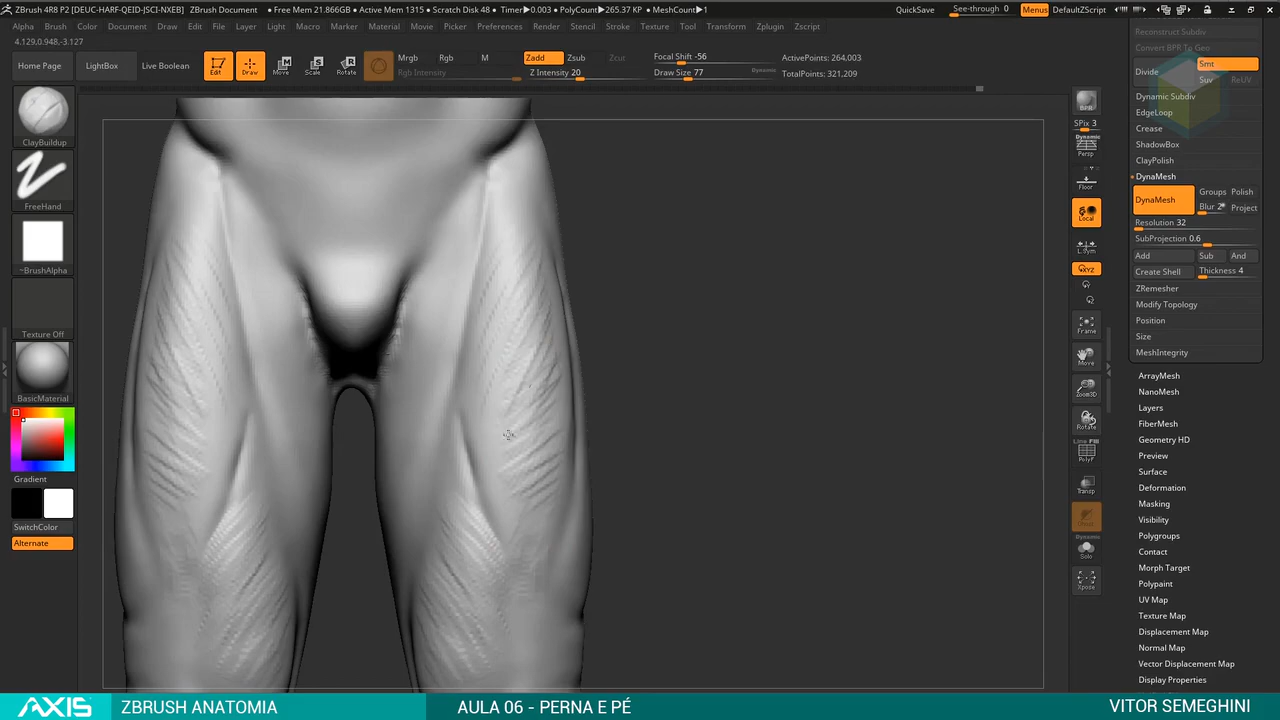 ZBrush 4R8 P2 [DEUC-HARF-QEID-JSCI-NXEB] ZBrush Document • Free Mem 21.866GB • Active Mem 1315 • Scratch Disk 48 • Timer▶0.003 • PolyCount▶265.37 KP • MeshCount▶1 QuickSave See-through 0 Menus DefaultZScript
Alpha Brush Color Document Draw Edit File Layer Light Macro Marker Material Movie Picker Preferences Render Stencil Stroke Texture Tool Transform Zplugin Zscript
4.129,0.948,-3.127
Home Page LightBox Live Boolean
Edit Draw Move Scale Rotate
Mrgb Rgb M
Rgb Intensity
Zadd Zsub Zcut
Z Intensity 20
Focal Shift -56
Draw Size 77 Dynamic
ActivePoints: 264,003
TotalPoints: 321,209
ClayBuildup
FreeHand
~BrushAlpha
Texture Off
BasicMaterial
Gradient
SwitchColor
Alternate
BPR
SPix 3
Dynamic
Persp
Floor
Local
L.Sym
XYZ
Frame
Move
Zoom3D
Rotate
Line Fill
PolyF
Transp
Dynamic
Solo
Xpose
Reconstruct Subdiv
Convert BPR To Geo
Divide Smt
Suv ReUV
Dynamic Subdiv
EdgeLoop
Crease
ShadowBox
ClayPolish
DynaMesh
DynaMesh Groups Polish
Blur 2 Project
Resolution 32
SubProjection 0.6
Add Sub And
Create Shell Thickness 4
ZRemesher
Modify Topology
Position
Size
MeshIntegrity
ArrayMesh
NanoMesh
Layers
FiberMesh
Geometry HD
Preview
Surface
Deformation
Masking
Visibility
Polygroups
Contact
Morph Target
Polypaint
UV Map
Texture Map
Displacement Map
Normal Map
Vector Displacement Map
Display Properties
AXIS ZBRUSH ANATOMIA AULA 06 - PERNA E PÉ VITOR SEMEGHINI